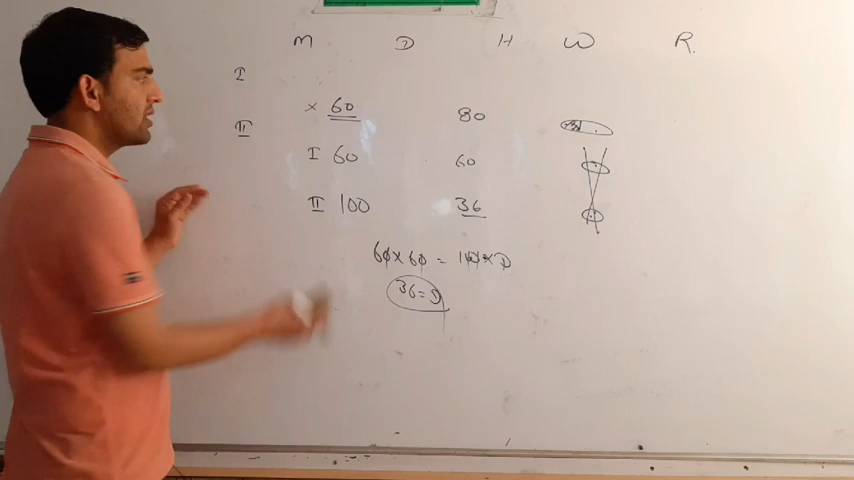 M D H W R
I
× 60 80
II
I 60 60
II 100 36
60×60 = 100×D
36=D